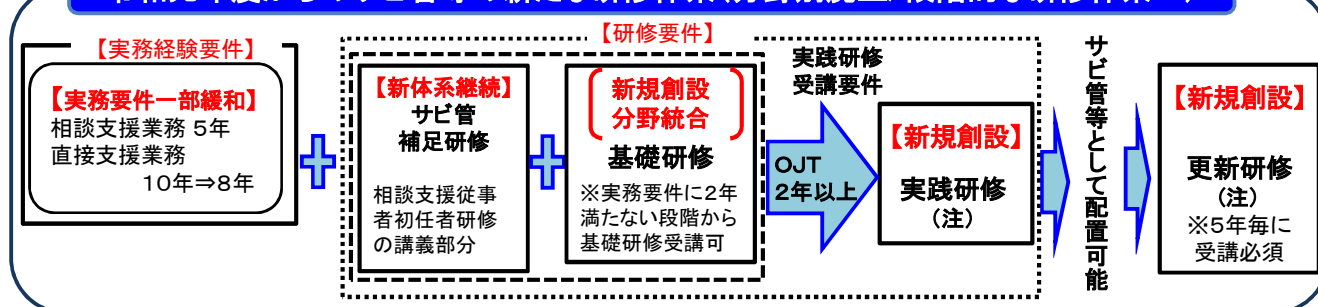 【実務経験要件】
【実務要件一部緩和】
相談支援業務 5年
直接支援業務
10年⇒8年
【研修要件】
【新体系継続】
サビ管
補足研修
相談支援従事
者初任者研修
の講義部分
新規創設
分野統合
基礎研修
※実務要件に2年
満たない段階から
基礎研修受講可
実践研修
受講要件
OJT
2年以上
【新規創設】
実践研修
(注)
サビ管等として配置可能
【新規創設】
更新研修
(注)
※5年毎に
受講必須